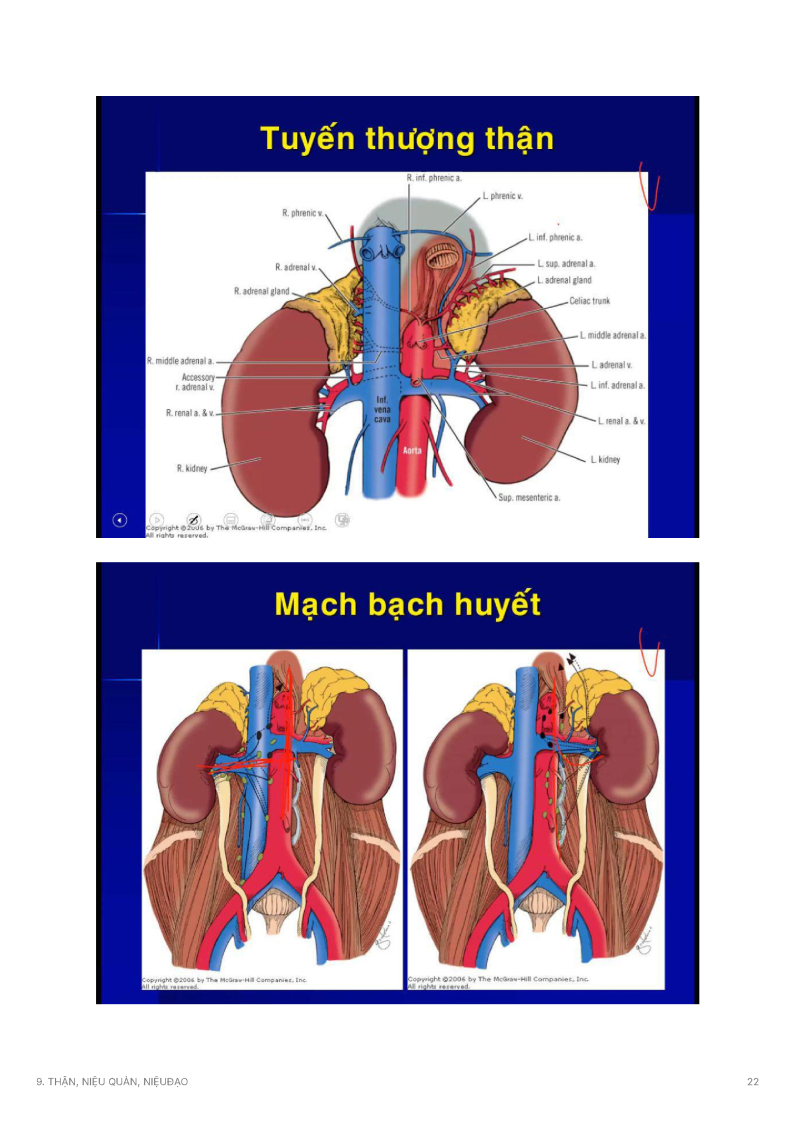 Tuyến thượng thận
R. inf. phrenic a.
L. phrenic v.
R. phrenic v.
L. inf. phrenic a.
R. adrenal v.
L. sup. adrenal a.
L. adrenal gland
R. adrenal gland
Celiac trunk
L. middle adrenal a.
R. middle adrenal a.
L. adrenal v.
Accessory
r. adrenal v.
L. inf. adrenal a.
Inf.
vena
cava
R. renal a. & v.
L. renal a. & v.
Aorta
L. kidney
R. kidney
Sup. mesenteric a.
Copyright ©2006 by The McGraw-Hill Companies, Inc.
All rights reserved.
Mạch bạch huyết
Copyright ©2006 by The McGraw-Hill Companies, Inc.
All rights reserved.
Copyright ©2006 by The McGraw-Hill Companies, Inc.
All rights reserved.
9. THẬN, NIỆU QUẢN, NIỆUĐẠO
22